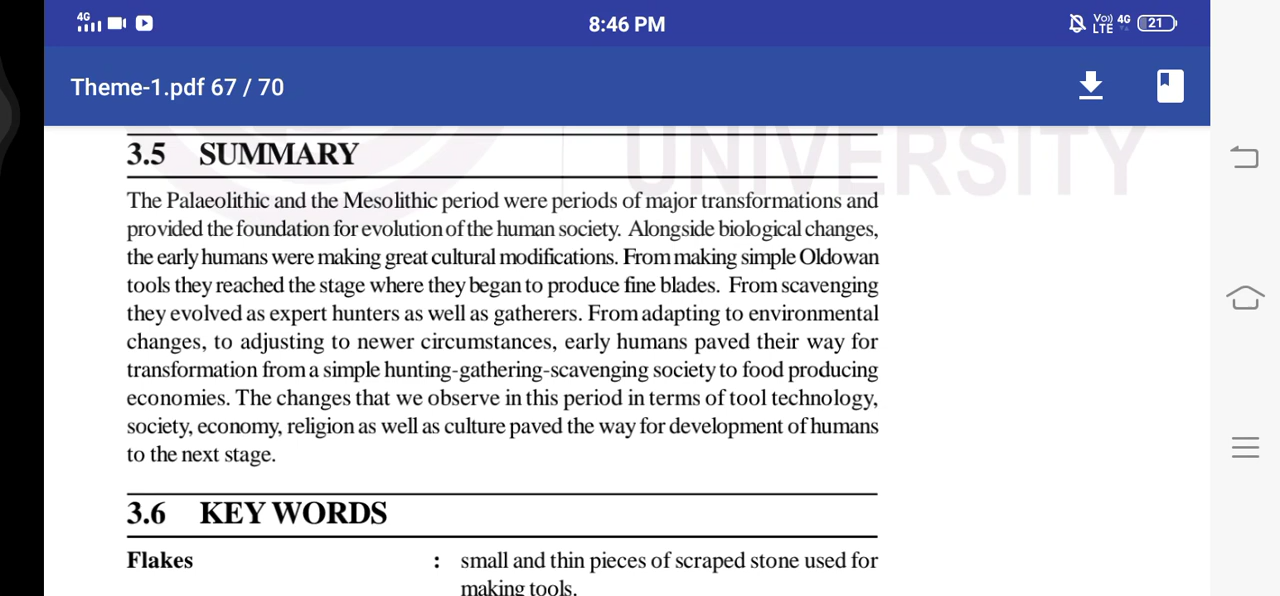 4G
8:46 PM
Vo)) 4G
LTE
21
Theme-1.pdf 67 / 70
UNIVERSITY
3.5 SUMMARY
The Palaeolithic and the Mesolithic period were periods of major transformations and
provided the foundation for evolution of the human society. Alongside biological changes,
the early humans were making great cultural modifications. From making simple Oldowan
tools they reached the stage where they began to produce fine blades. From scavenging
they evolved as expert hunters as well as gatherers. From adapting to environmental
changes, to adjusting to newer circumstances, early humans paved their way for
transformation from a simple hunting-gathering-scavenging society to food producing
economies. The changes that we observe in this period in terms of tool technology,
society, economy, religion as well as culture paved the way for development of humans
to the next stage.
3.6 KEY WORDS
Flakes : small and thin pieces of scraped stone used for
making tools.